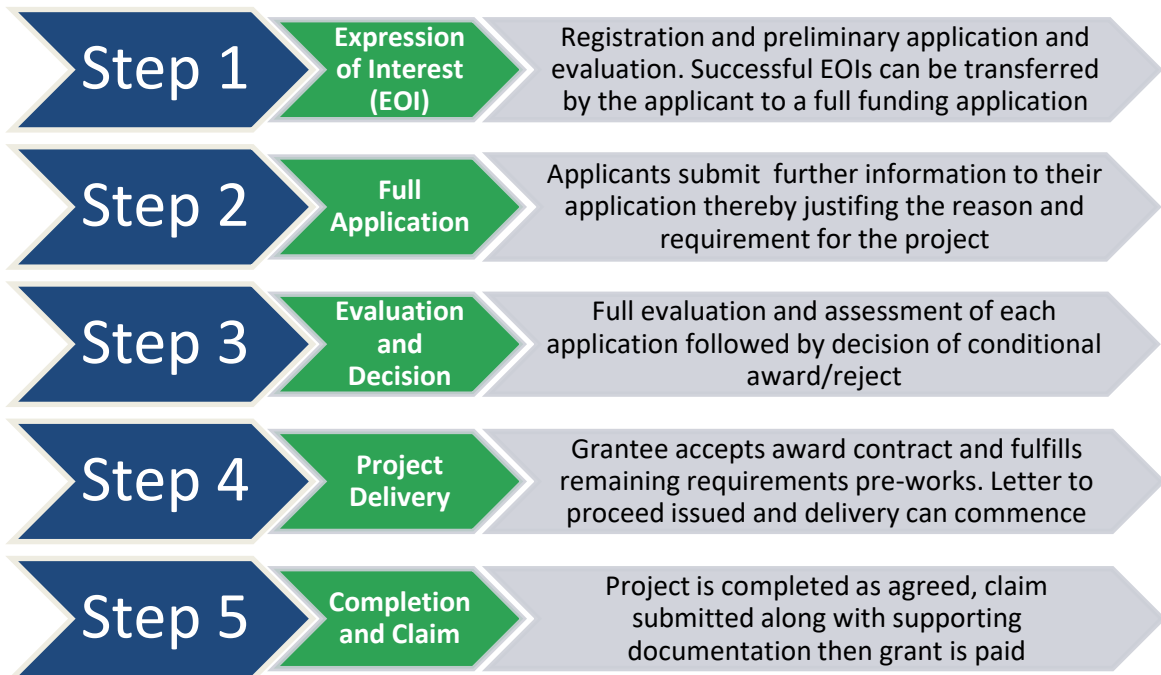 Step 1
Expression
of Interest
(EOI)
Registration and preliminary application and
evaluation. Successful EOIs can be transferred
by the applicant to a full funding application
Step 2
Full
Application
Applicants submit  further information to their
application thereby justifing the reason and
requirement for the project
Step 3
Evaluation
and
Decision
Full evaluation and assessment of each
application followed by decision of conditional
award/reject
Step 4
Project
Delivery
Grantee accepts award contract and fulfills
remaining requirements pre-works. Letter to
proceed issued and delivery can commence
Step 5
Completion
and Claim
Project is completed as agreed, claim
submitted along with supporting
documentation then grant is paid